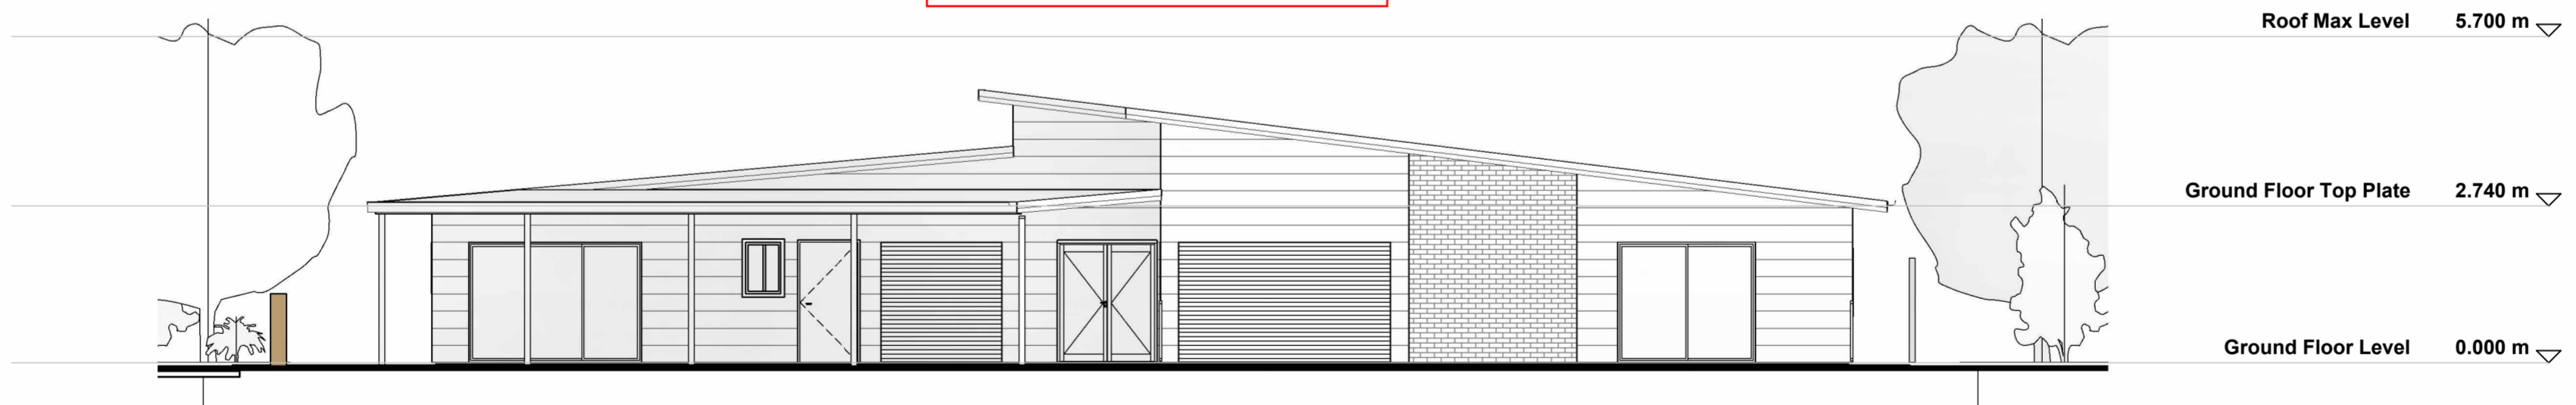 Roof Max Level 5.700 m
Ground Floor Top Plate 2.740 m
Ground Floor Level 0.000 m